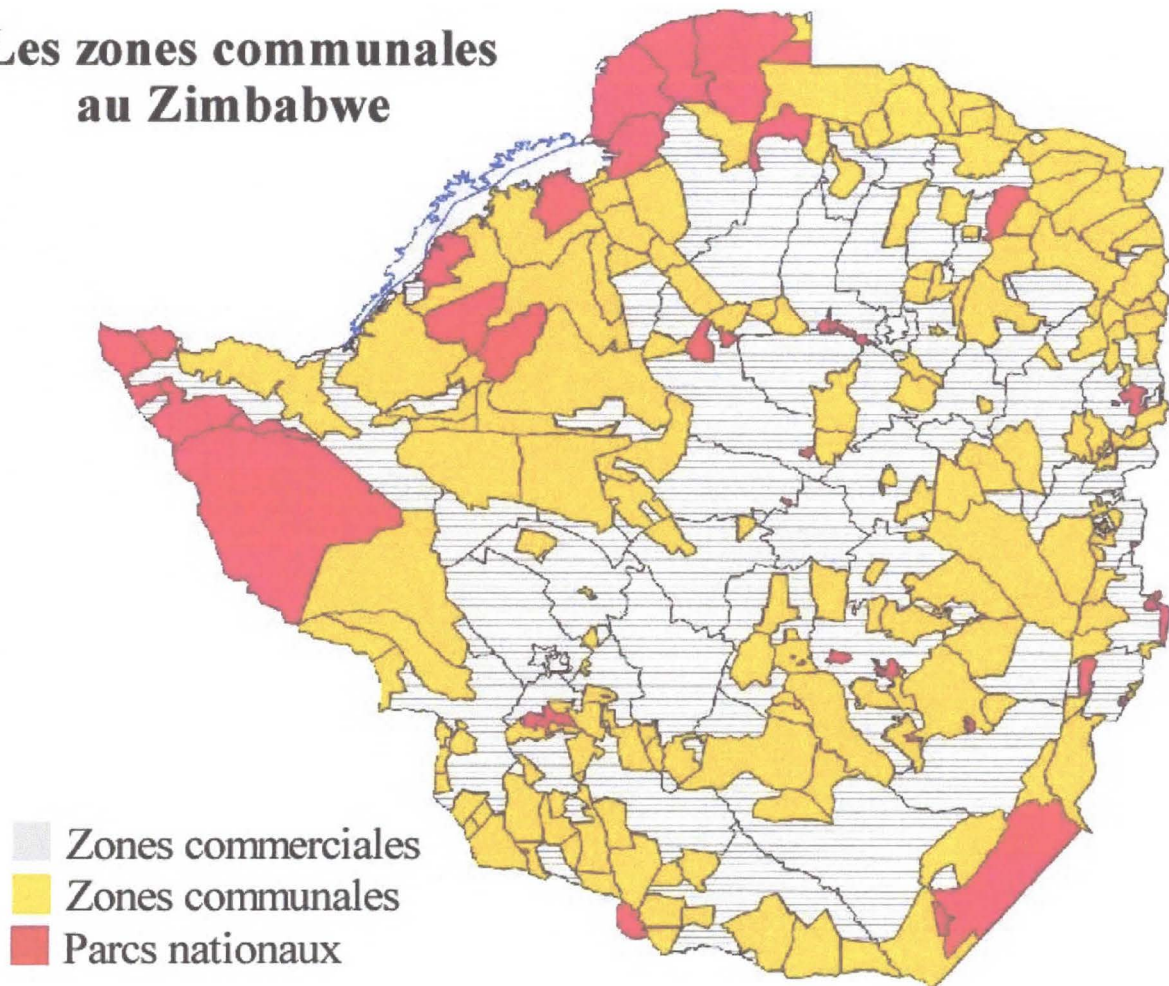 Les zones communales
au Zimbabwe
Zones commerciales
Zones communales
Parcs nationaux